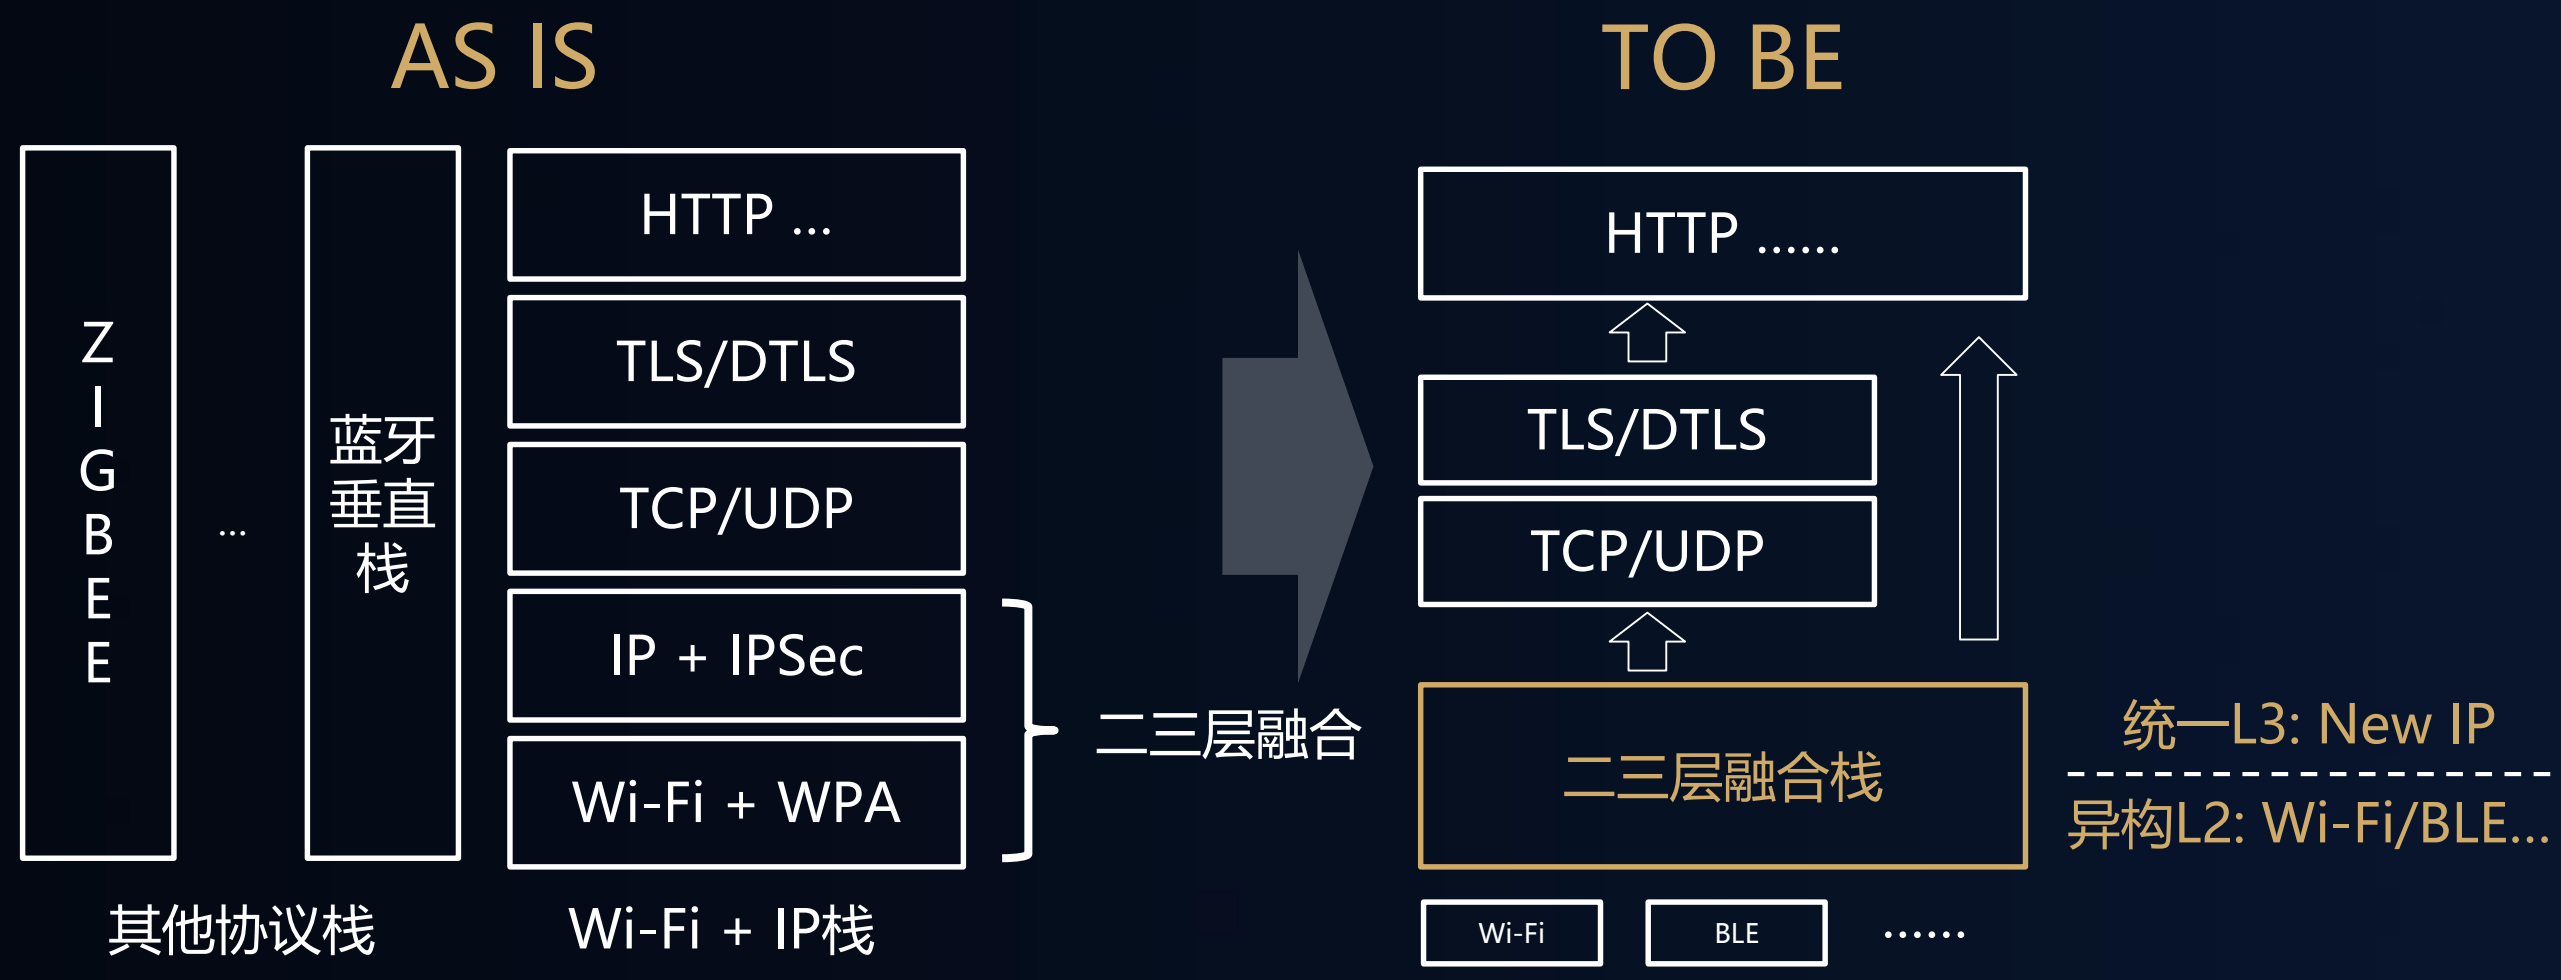 AS IS
ZIGBEE
...
蓝牙
垂直
栈
HTTP ...
TLS/DTLS
TCP/UDP
IP + IPSec
Wi-Fi + WPA
其他协议栈
Wi-Fi + IP栈
二三层融合
TO BE
HTTP ......
TLS/DTLS
TCP/UDP
二三层融合栈
统一L3: New IP
异构L2: Wi-Fi/BLE...
Wi-Fi
BLE
......